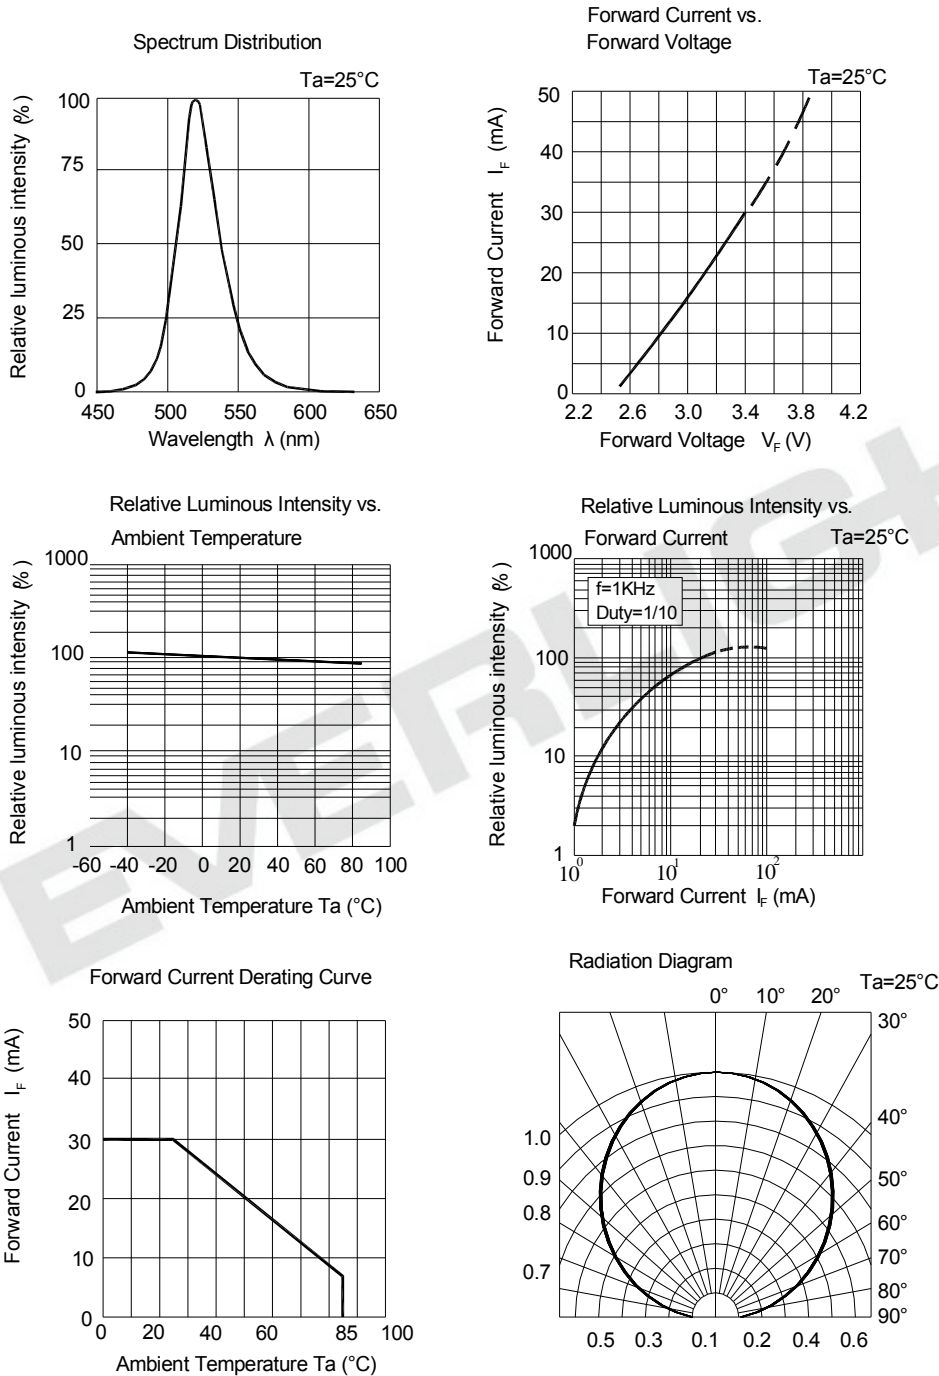 Spectrum Distribution
Ta=25°C
Relative luminous intensity (%)
100
75
50
25
0
450 500 550 600 650
Wavelength λ (nm)
Forward Current vs.
Forward Voltage
Ta=25°C
Forward Current I_F (mA)
50
40
30
20
10
0
2.2 2.6 3.0 3.4 3.8 4.2
Forward Voltage V_F (V)
Relative Luminous Intensity vs.
Ambient Temperature
Relative luminous intensity (%)
1000
100
10
1
-60 -40 -20 0 20 40 60 80 100
Ambient Temperature Ta (°C)
Relative Luminous Intensity vs.
Forward Current
Ta=25°C
Relative luminous intensity (%)
f=1KHz
Duty=1/10
1000
100
10
1
10⁰ 10¹ 10²
Forward Current I_F (mA)
Forward Current Derating Curve
Forward Current I_F (mA)
50
40
30
20
10
0
0 20 40 60 85 100
Ambient Temperature Ta (°C)
Radiation Diagram
Ta=25°C
0° 10° 20°
30°
40°
50°
60°
70°
80°
90°
1.0
0.9
0.8
0.7
0.5 0.3 0.1 0.2 0.4 0.6
EVERLIGH